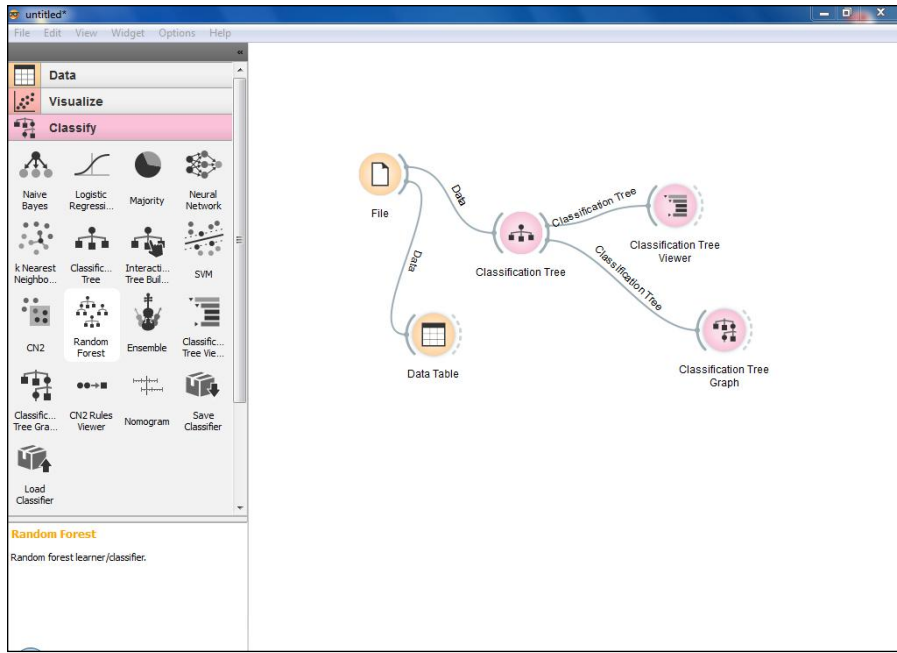 untitled*
File Edit View Widget Options Help
Data
Visualize
Classify
Naive
Bayes
Logistic
Regressi...
Majority
Neural
Network
k Nearest
Neighbo...
Classific...
Tree
Interacti...
Tree Buil...
SVM
CN2
Random
Forest
Ensemble
Classific...
Tree Vie...
Classific...
Tree Gra...
CN2 Rules
Viewer
Nomogram
Save
Classifier
Load
Classifier
Random Forest
Random forest learner/classifier.
File
Data
Data
Data Table
Classification Tree
Classification Tree
Classification Tree
Classification Tree
Viewer
Classification Tree
Graph